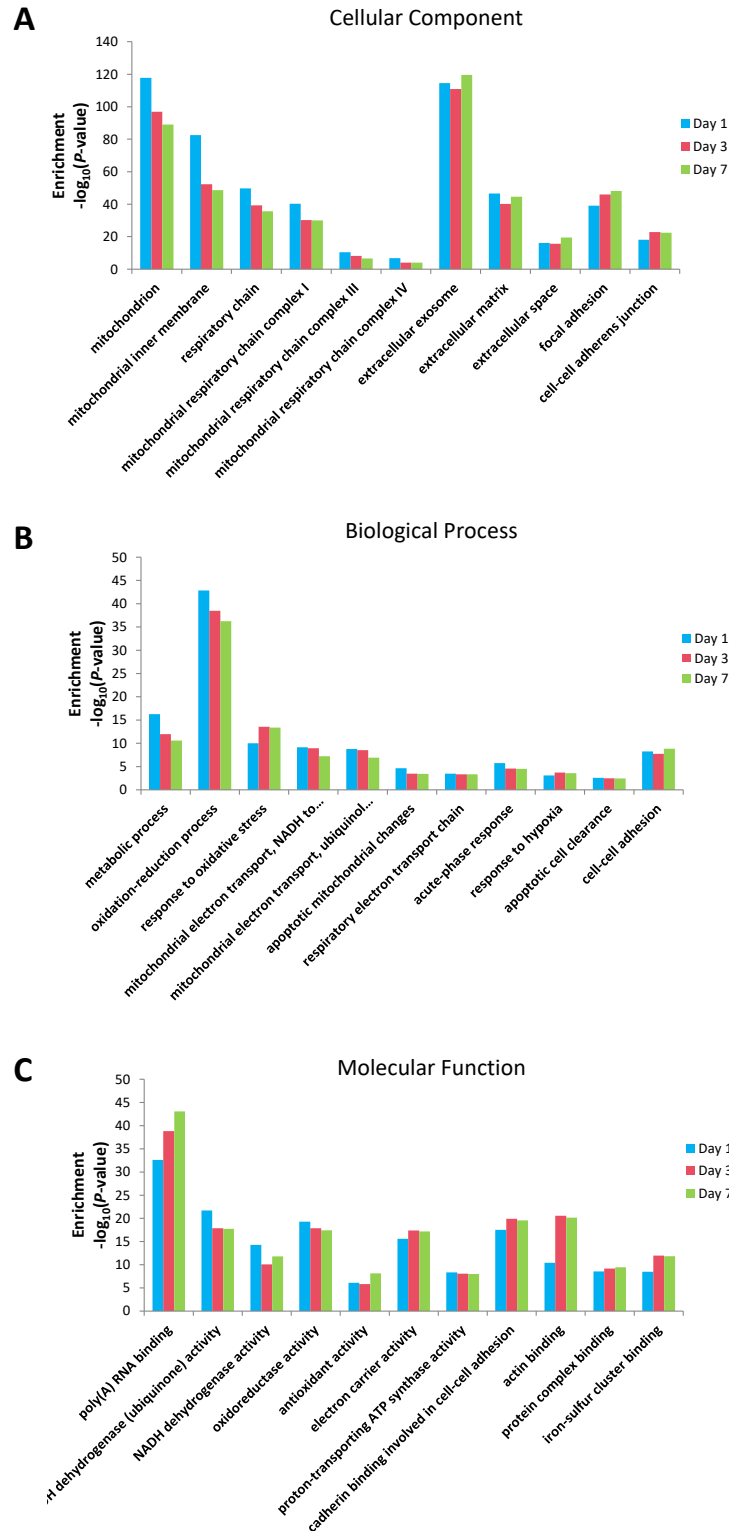 A
Cellular Component
Enrichment
-log10(P-value)
140
120
100
80
60
40
20
0
Day 1
Day 3
Day 7
mitochondrion
mitochondrial inner membrane
respiratory chain
mitochondrial respiratory chain complex I
mitochondrial respiratory chain complex III
mitochondrial respiratory chain complex IV
extracellular exosome
extracellular matrix
extracellular space
focal adhesion
cell-cell adherens junction
B
Biological Process
Enrichment
-log10(P-value)
50
45
40
35
30
25
20
15
10
5
0
Day 1
Day 3
Day 7
metabolic process
oxidation-reduction process
response to oxidative stress
mitochondrial electron transport, NADH to...
mitochondrial electron transport, ubiquinol...
apoptotic mitochondrial changes
respiratory electron transport chain
acute-phase response
response to hypoxia
apoptotic cell clearance
cell-cell adhesion
C
Molecular Function
Enrichment
-log10(P-value)
50
45
40
35
30
25
20
15
10
5
0
Day 1
Day 3
Day 7
poly(A) RNA binding
H dehydrogenase (ubiquinone) activity
NADH dehydrogenase activity
oxidoreductase activity
antioxidant activity
electron carrier activity
proton-transporting ATP synthase activity
cadherin binding involved in cell-cell adhesion
actin binding
protein complex binding
iron-sulfur cluster binding